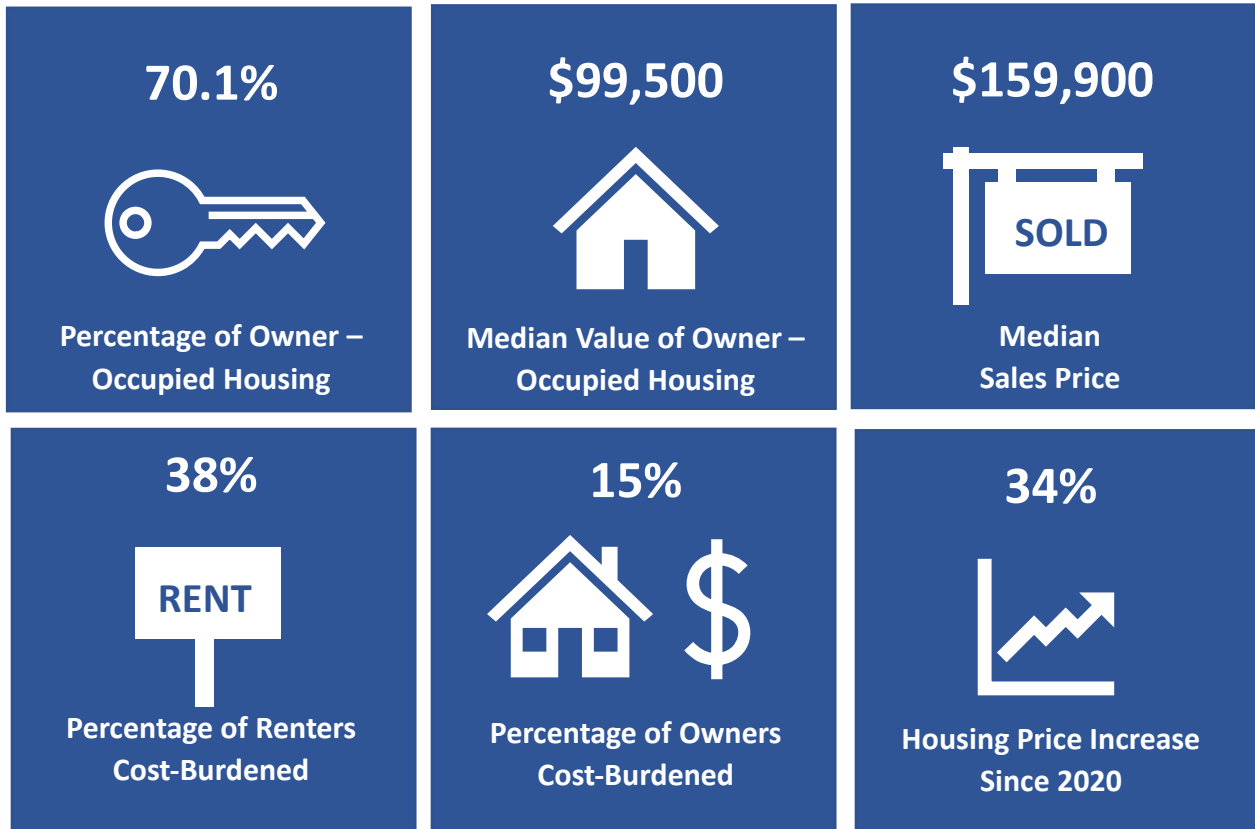 70.1%
Percentage of Owner –
Occupied Housing
$99,500
Median Value of Owner –
Occupied Housing
$159,900
SOLD
Median
Sales Price
38%
RENT
Percentage of Renters
Cost-Burdened
15%
$
Percentage of Owners
Cost-Burdened
34%
Housing Price Increase
Since 2020